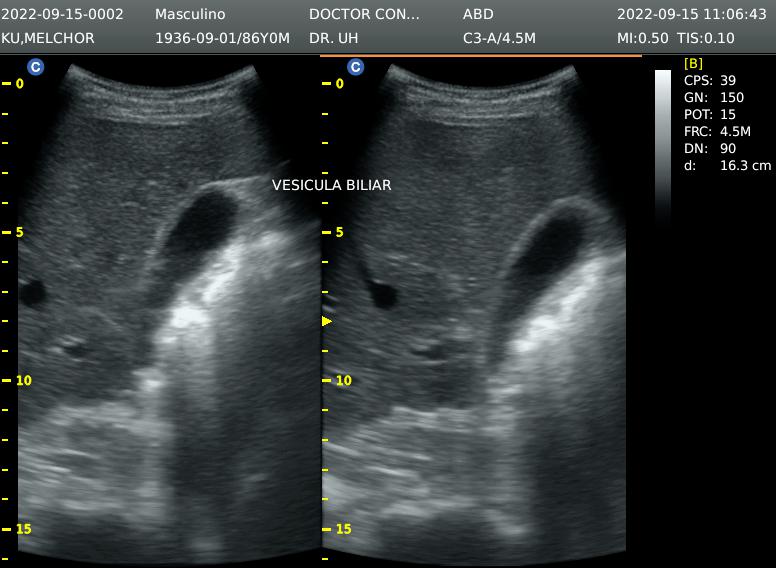 2022-09-15-0002 Masculino DOCTOR CON... ABD 2022-09-15 11:06:43
KU,MELCHOR 1936-09-01/86Y0M DR. UH C3-A/4.5M MI:0.50 TIS:0.10
C C
[B]
0 0
CPS: 39
GN: 150
POT: 15
FRC: 4.5M
DN: 90
d: 16.3 cm
VESICULA BILIAR
5 5
10 10
15 15